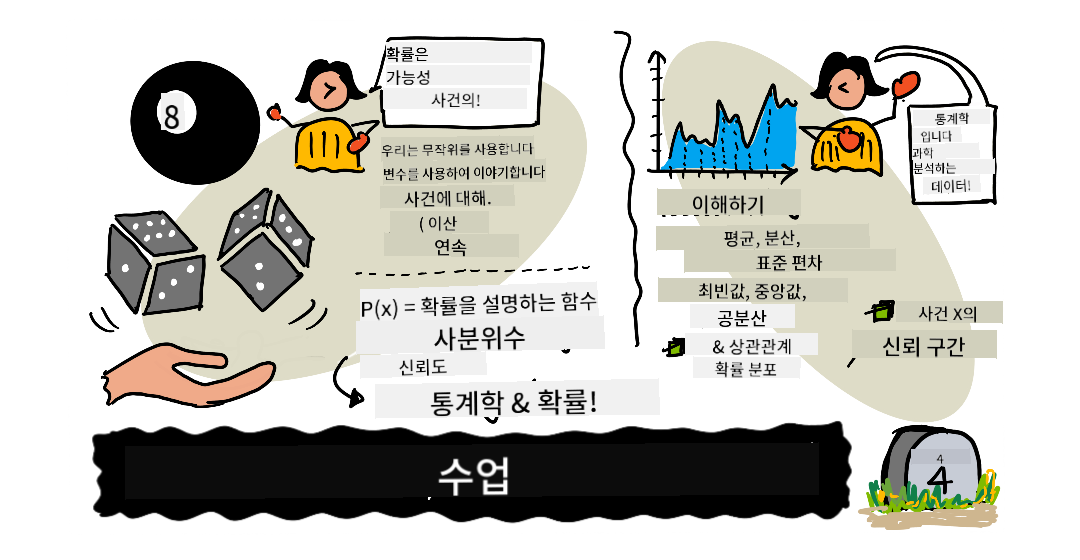 8
확률은
가능성
사건의!
우리는 무작위를 사용합니다
변수를 사용하여 이야기합니다
사건에 대해.
( 이산
연속
P(x) = 확률을 설명하는 함수
사분위수
신뢰도
통계학 & 확률!
통계학
입니다
과학
분석하는
데이터!
이해하기
평균, 분산,
표준 편차
최빈값, 중앙값,
공분산
& 상관관계
확률 분포
사건 X의
신뢰 구간
수업
4
4